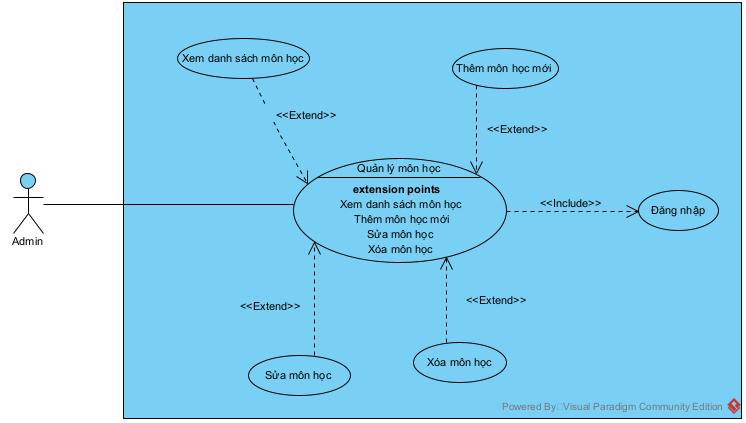 Xem danh sách môn học
Thêm môn học mới
<<Extend>>
<<Extend>>
Quản lý môn học
extension points
Xem danh sách môn học
Thêm môn học mới
Sửa môn học
Xóa môn học
<<Include>>
Đăng nhập
Admin
<<Extend>>
<<Extend>>
Sửa môn học
Xóa môn học
Powered By Visual Paradigm Community Edition